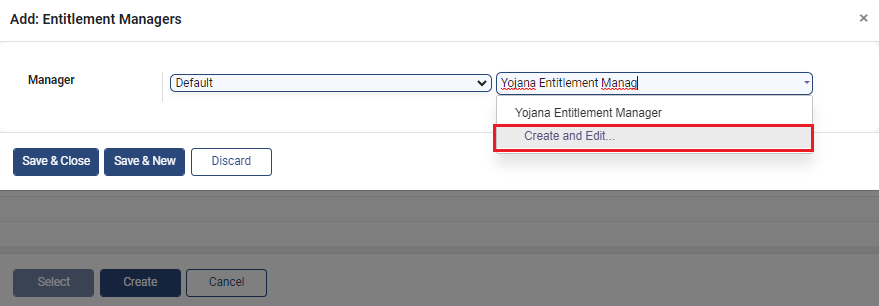 Add: Entitlement Managers ×
Manager Default Yojana Entitlement Manag
Yojana Entitlement Manager
Create and Edit...
Save & Close Save & New Discard
Select Create Cancel